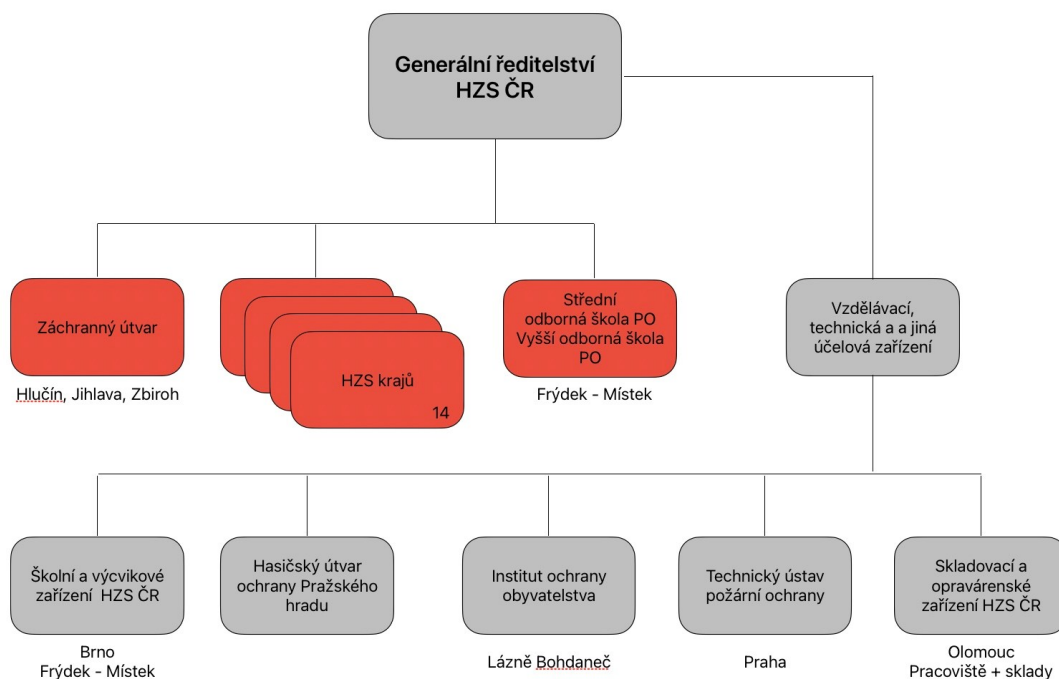 Generální ředitelství
HZS ČR
Záchranný útvar
Hlučín, Jihlava, Zbiroh
HZS krajů
14
Střední
odborná škola PO
Vyšší odborná škola
PO
Frýdek - Místek
Vzdělávací,
technická a a jiná
účelová zařízení
Školní a výcvikové
zařízení HZS ČR
Brno
Frýdek - Místek
Hasičský útvar
ochrany Pražského
hradu
Institut ochrany
obyvatelstva
Lázně Bohdaneč
Technický ústav
požární ochrany
Praha
Skladovací a
opravárenské
zařízení HZS ČR
Olomouc
Pracoviště + sklady